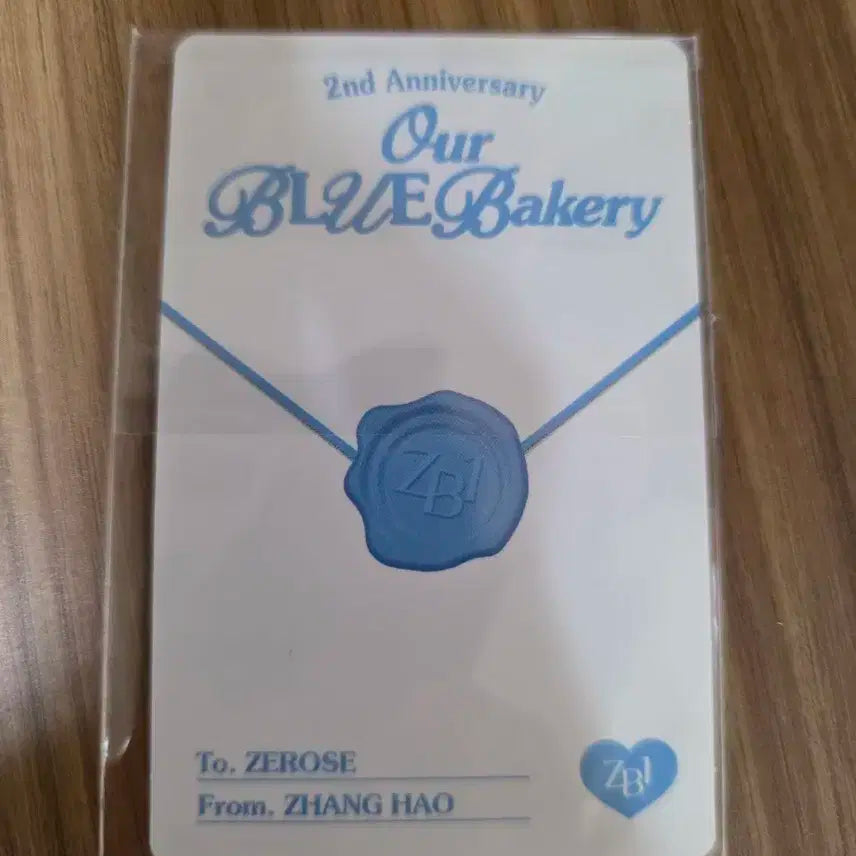 2nd Anniversary
Our
BLUE Bakery
ZB1
To. ZEROSE
From. ZHANG HAO
ZB1